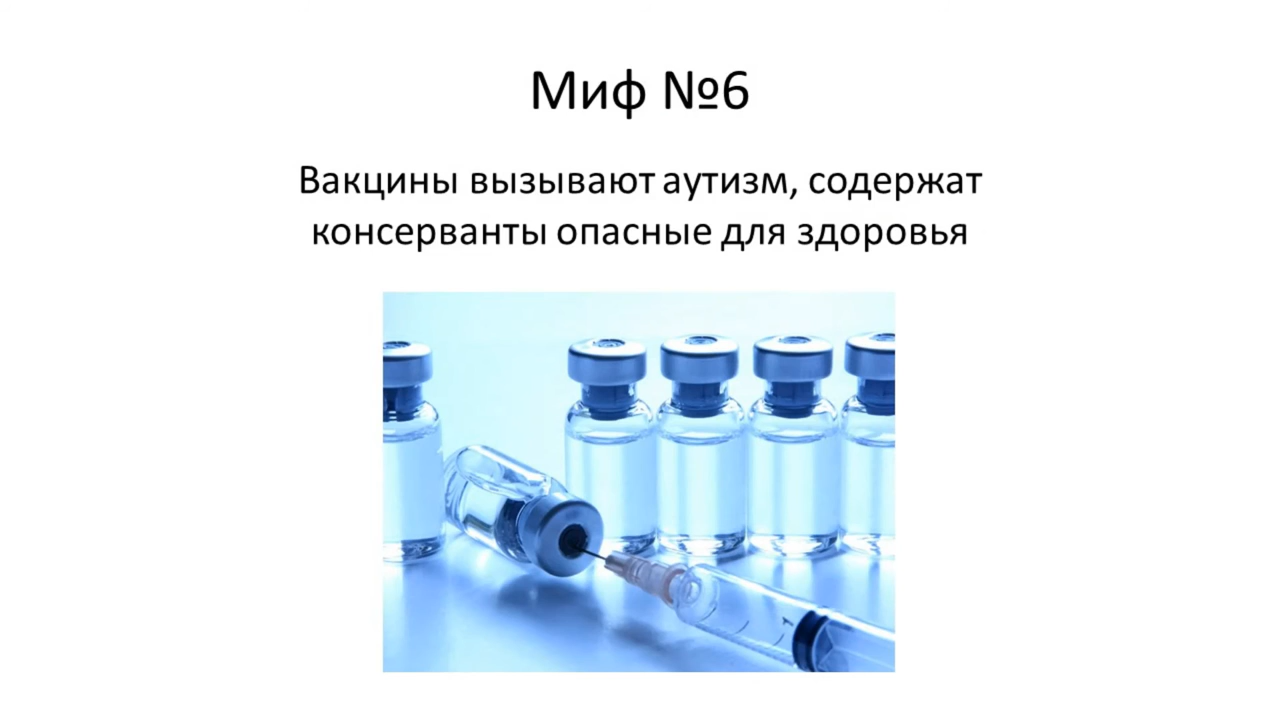 Миф №6
Вакцины вызывают аутизм, содержат
консерванты опасные для здоровья